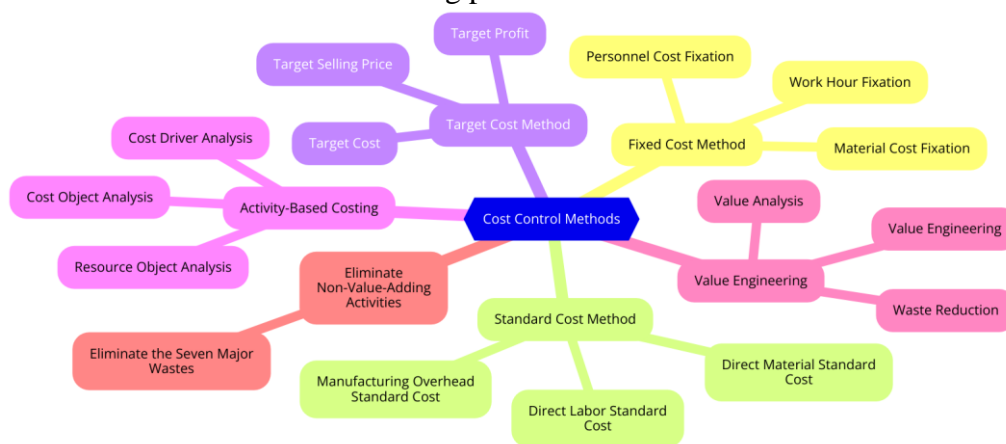 Target Profit
Target Selling Price
Target Cost
Target Cost Method
Personnel Cost Fixation
Work Hour Fixation
Fixed Cost Method
Material Cost Fixation
Cost Driver Analysis
Cost Object Analysis
Activity-Based Costing
Resource Object Analysis
Cost Control Methods
Value Analysis
Value Engineering
Value Engineering
Waste Reduction
Eliminate
Non-Value-Adding
Activities
Eliminate the Seven Major
Wastes
Standard Cost Method
Manufacturing Overhead
Standard Cost
Direct Labor Standard
Cost
Direct Material Standard
Cost